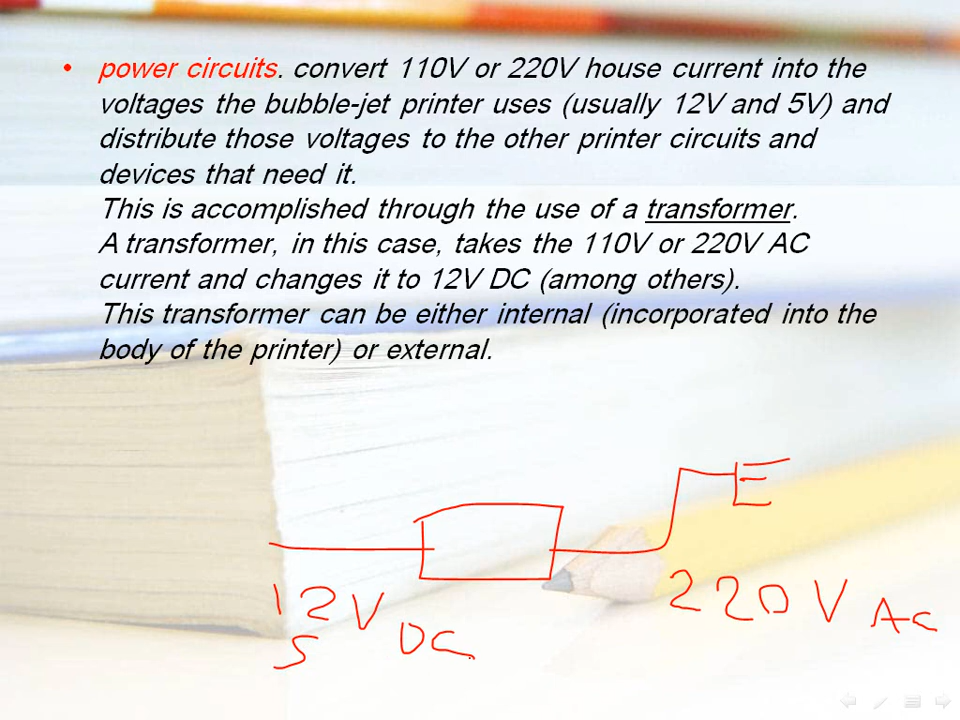 • power circuits. convert 110V or 220V house current into the
voltages the bubble-jet printer uses (usually 12V and 5V) and
distribute those voltages to the other printer circuits and
devices that need it.
This is accomplished through the use of a transformer.
A transformer, in this case, takes the 110V or 220V AC
current and changes it to 12V DC (among others).
This transformer can be either internal (incorporated into the
body of the printer) or external.
12V DC
5
220V AC